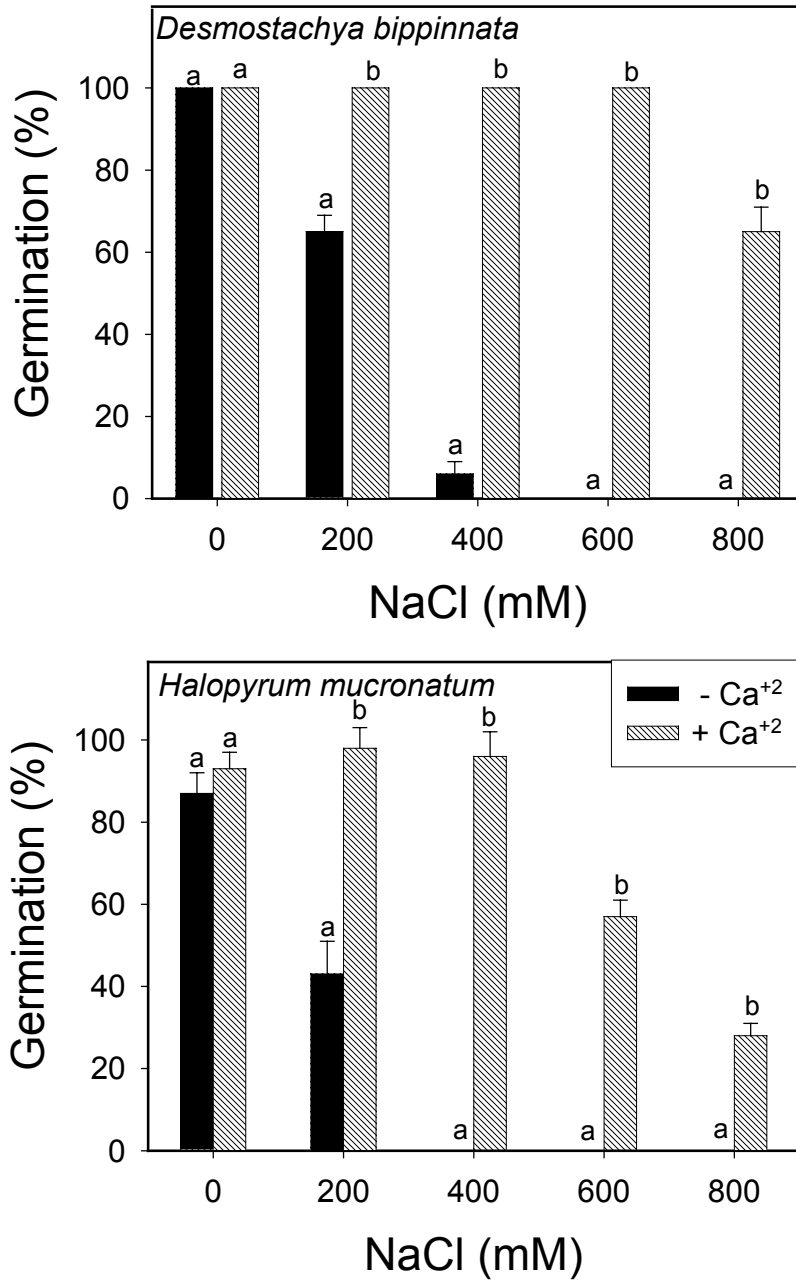 Desmostachya bippinnata
a a b b b
a b
a
a a
Germination (%)
100
80
60
40
20
0
0 200 400 600 800
NaCl (mM)
Halopyrum mucronatum
- Ca+2
+ Ca+2
a a b b
a b
b
a a a
Germination (%)
100
80
60
40
20
0
0 200 400 600 800
NaCl (mM)